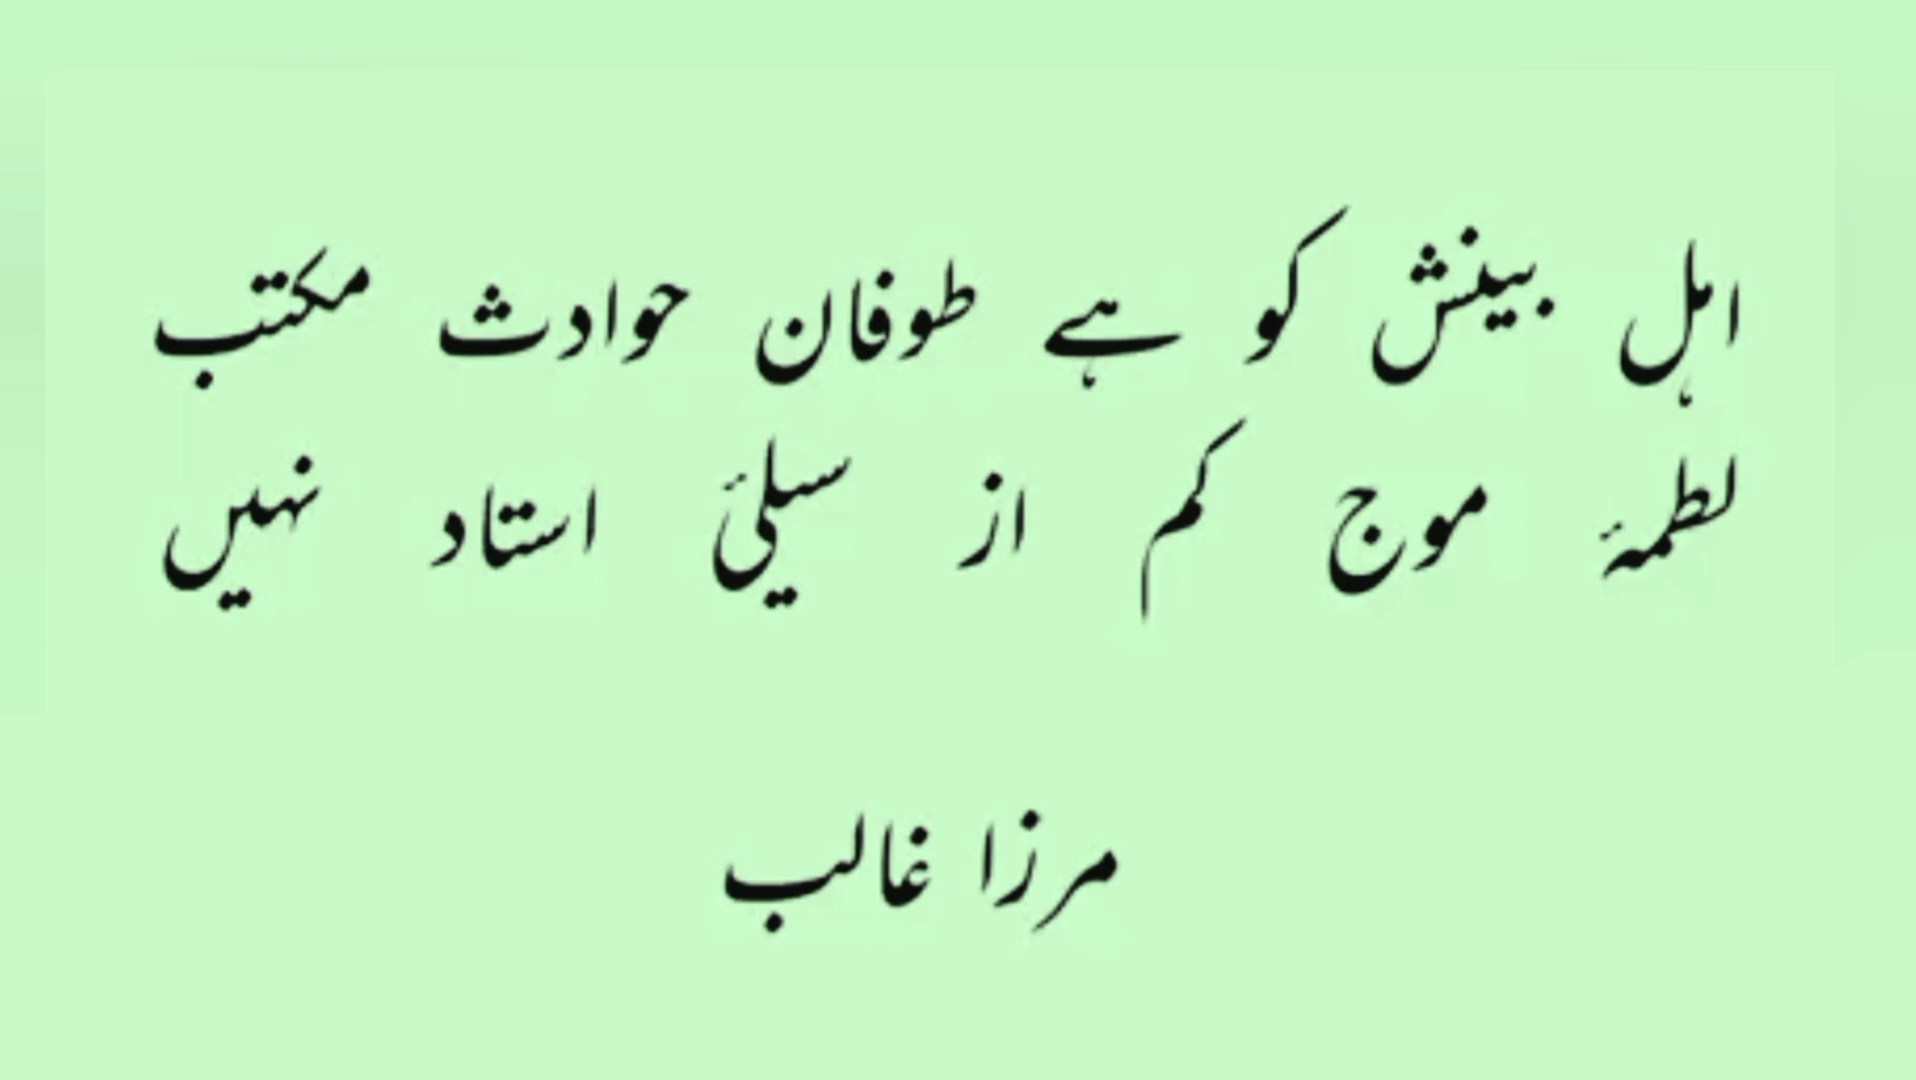 اہل بینش کو ہے طوفان حوادث مکتب
لطمۂ موج کم از سیلئ استاد نہیں
مرزا غالب